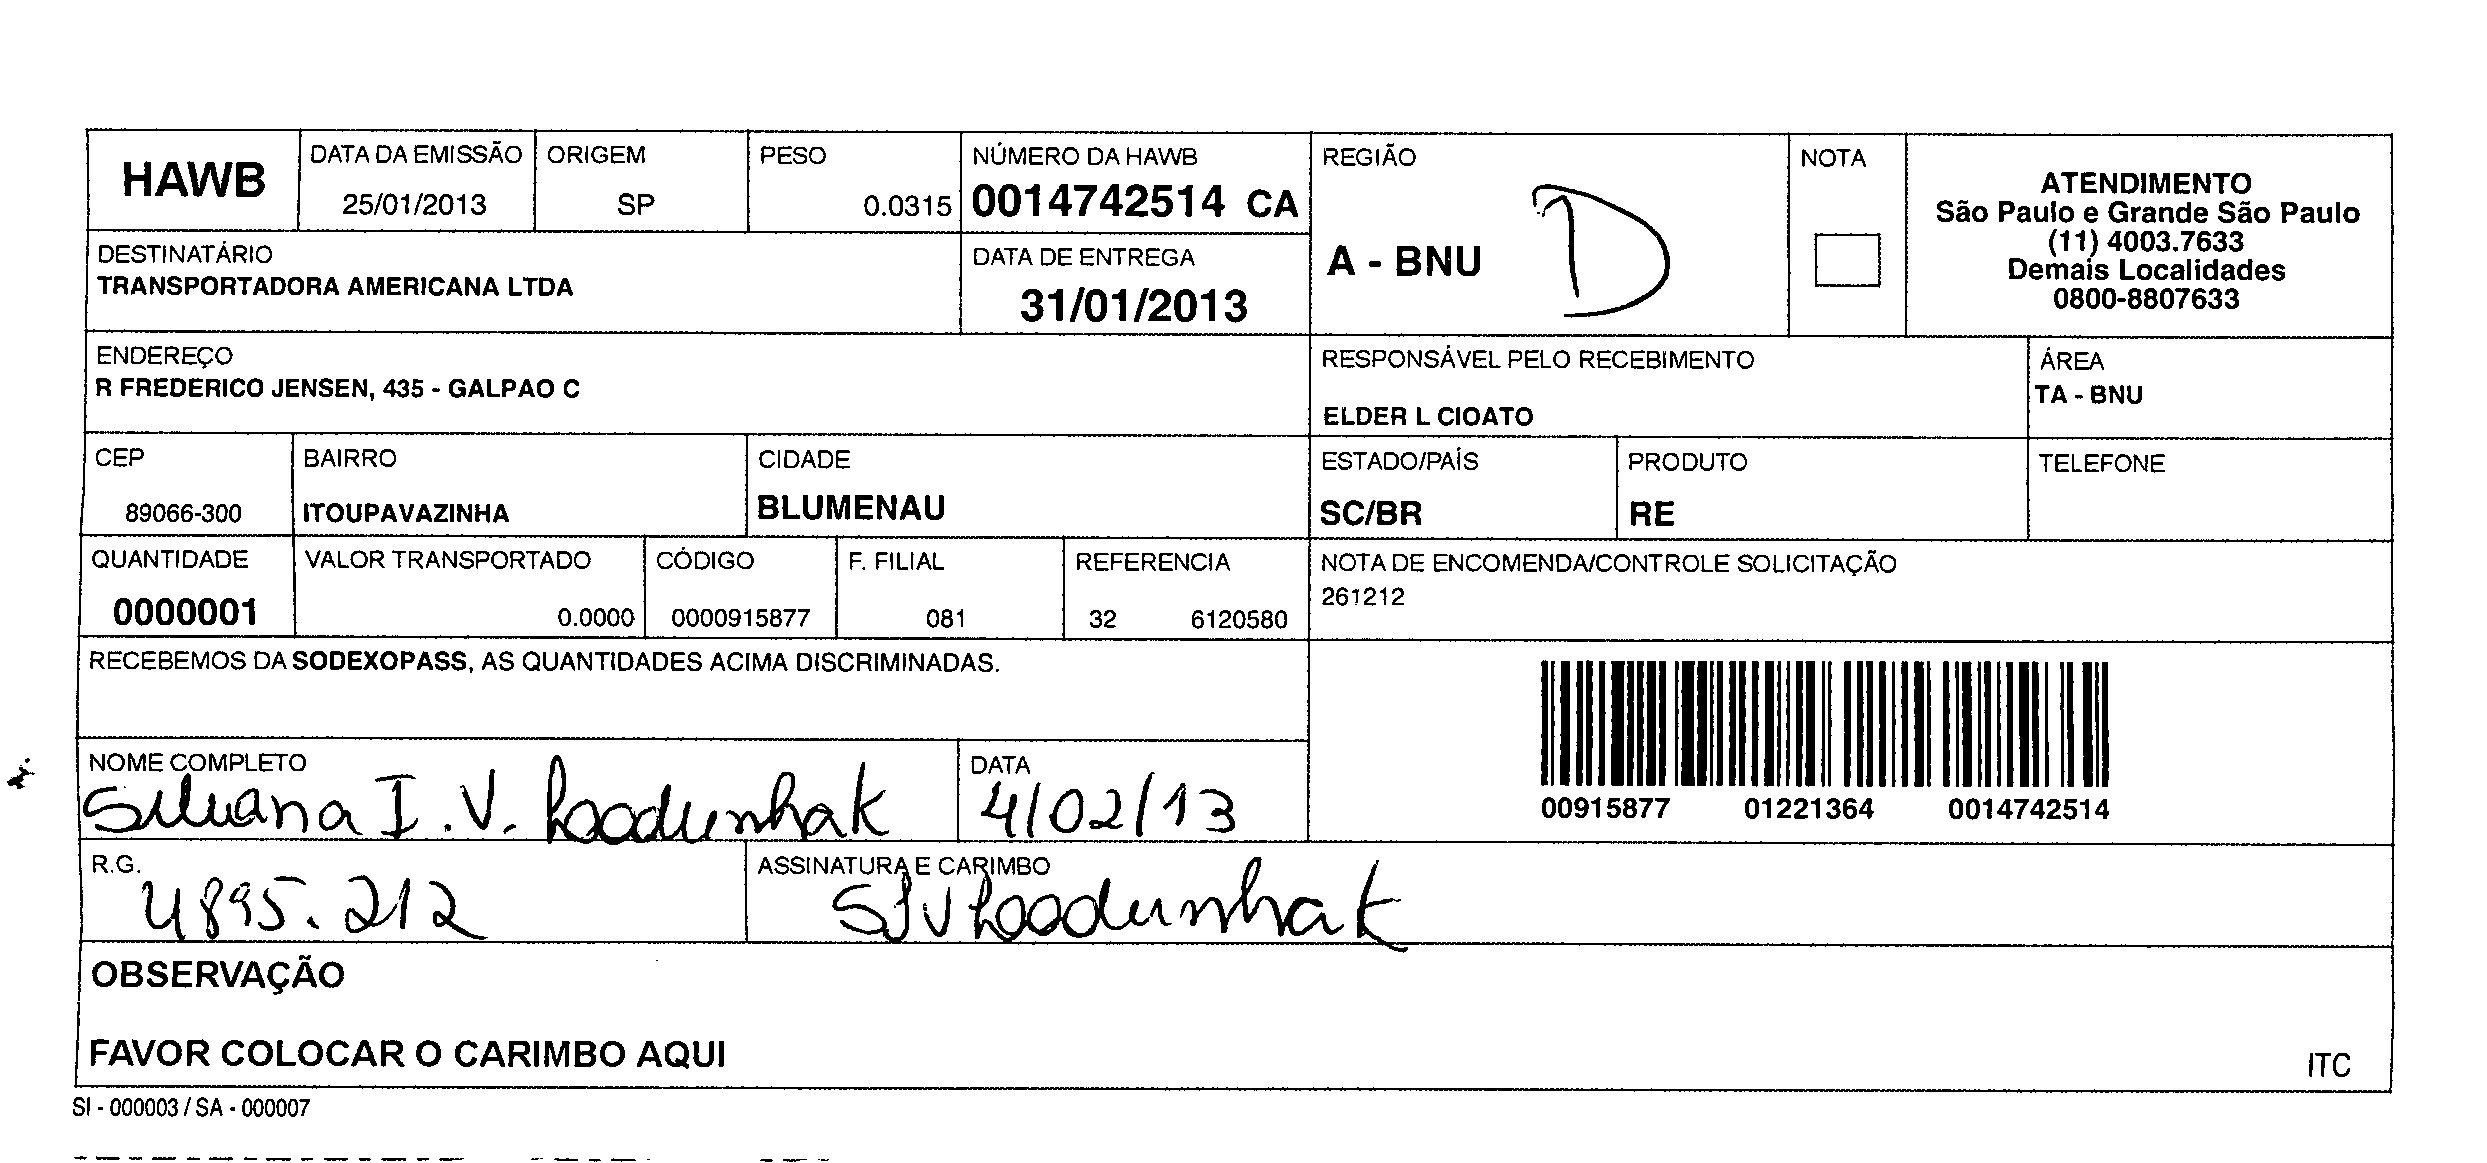 HAWB
DATA DA EMISSÃO
25/01/2013
ORIGEM
SP
PESO
0.0315
NÚMERO DA HAWB
0014742514 CA
REGIÃO
A - BNU
D
NOTA
ATENDIMENTO
São Paulo e Grande São Paulo
(11) 4003.7633
Demais Localidades
0800-8807633
DESTINATÁRIO
TRANSPORTADORA AMERICANA LTDA
DATA DE ENTREGA
31/01/2013
ENDEREÇO
R FREDERICO JENSEN, 435 - GALPAO C
RESPONSÁVEL PELO RECEBIMENTO
ELDER L CIOATO
ÁREA
TA - BNU
CEP
89066-300
BAIRRO
ITOUPAVAZINHA
CIDADE
BLUMENAU
ESTADO/PAÍS
SC/BR
PRODUTO
RE
TELEFONE
QUANTIDADE
0000001
VALOR TRANSPORTADO
0.0000
CÓDIGO
0000915877
F. FILIAL
081
REFERENCIA
32 6120580
NOTA DE ENCOMENDA/CONTROLE SOLICITAÇÃO
261212
RECEBEMOS DA SODEXOPASS, AS QUANTIDADES ACIMA DISCRIMINADAS.
00915877 01221364 0014742514
NOME COMPLETO
Silvana I. V.
DATA
4/02/13
R.G.
4895.212
ASSINATURA E CARIMBO
OBSERVAÇÃO
FAVOR COLOCAR O CARIMBO AQUI
ITC
SI - 000003 / SA - 000007